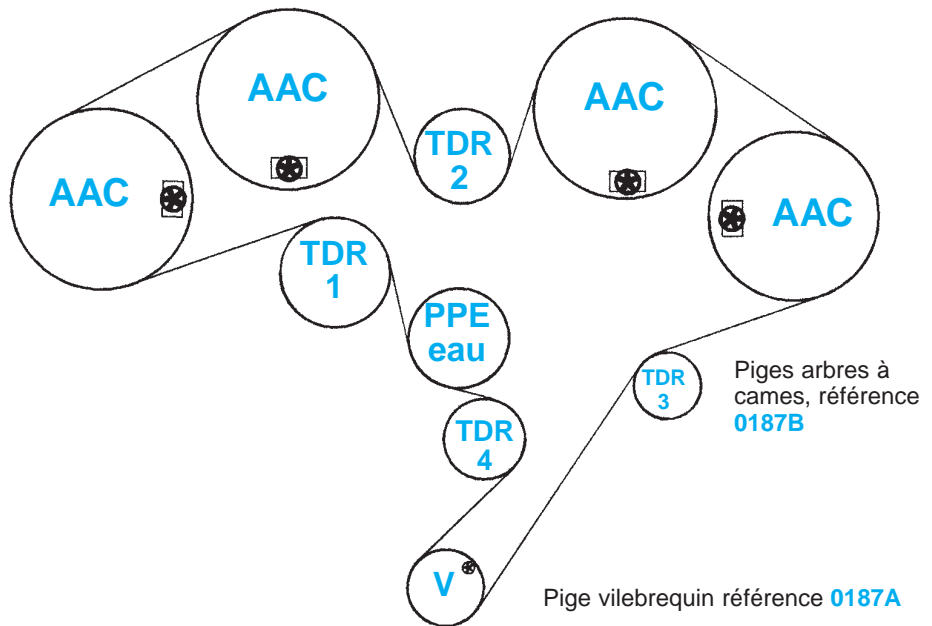 AAC
AAC
TDR
2
AAC
AAC
TDR
1
PPE
eau
TDR
3
TDR
4
V
Piges arbres à
cames, référence
0187B
Pige vilebrequin référence 0187A